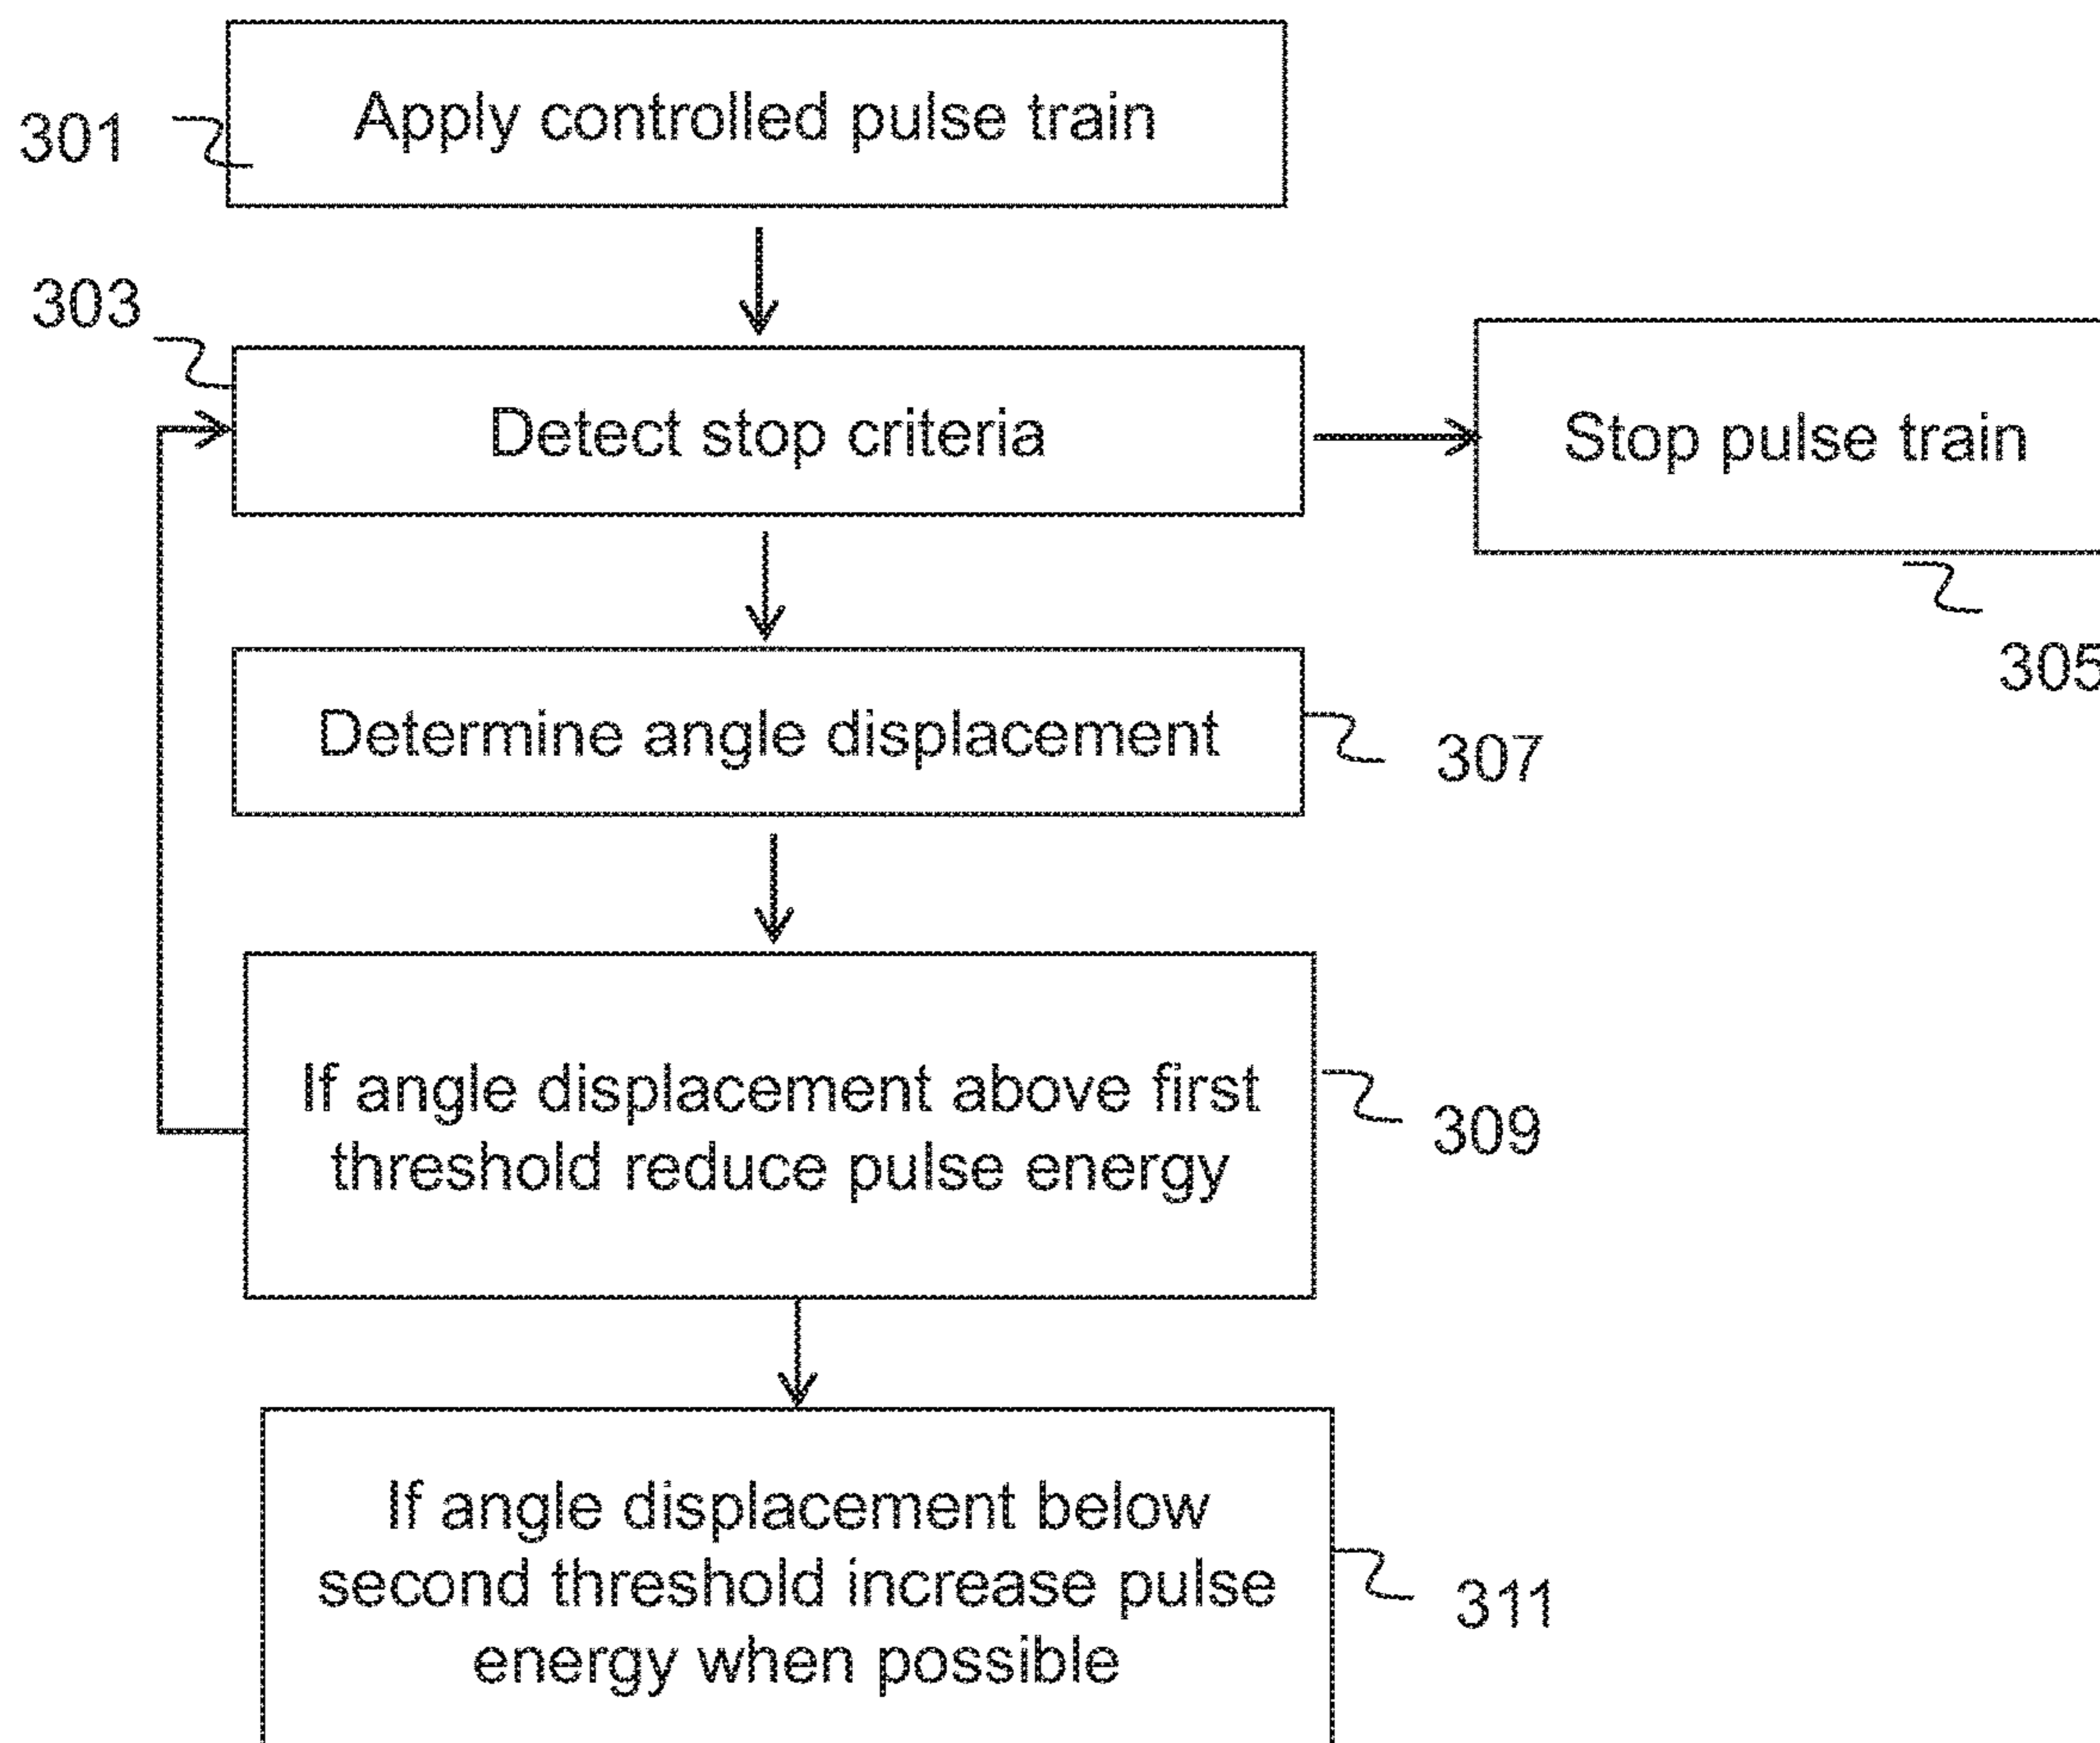 301
Apply controlled pulse train
303
Detect stop criteria
Stop pulse train
305
Determine angle displacement
307
If angle displacement above first
threshold reduce pulse energy
309
If angle displacement below
second threshold increase pulse
energy when possible
311